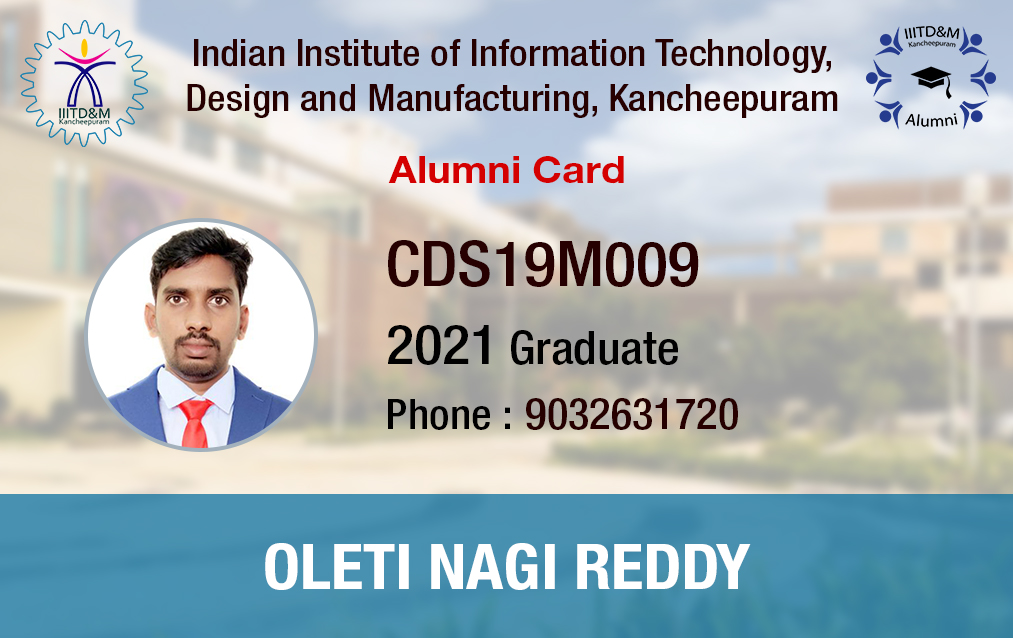 Indian Institute of Information Technology,
Design and Manufacturing, Kancheepuram
IIITD&M
Kancheepuram
IIITD&M
Kancheepuram
Alumni
Alumni Card
CDS19M009
2021 Graduate
Phone : 9032631720
OLETI NAGI REDDY